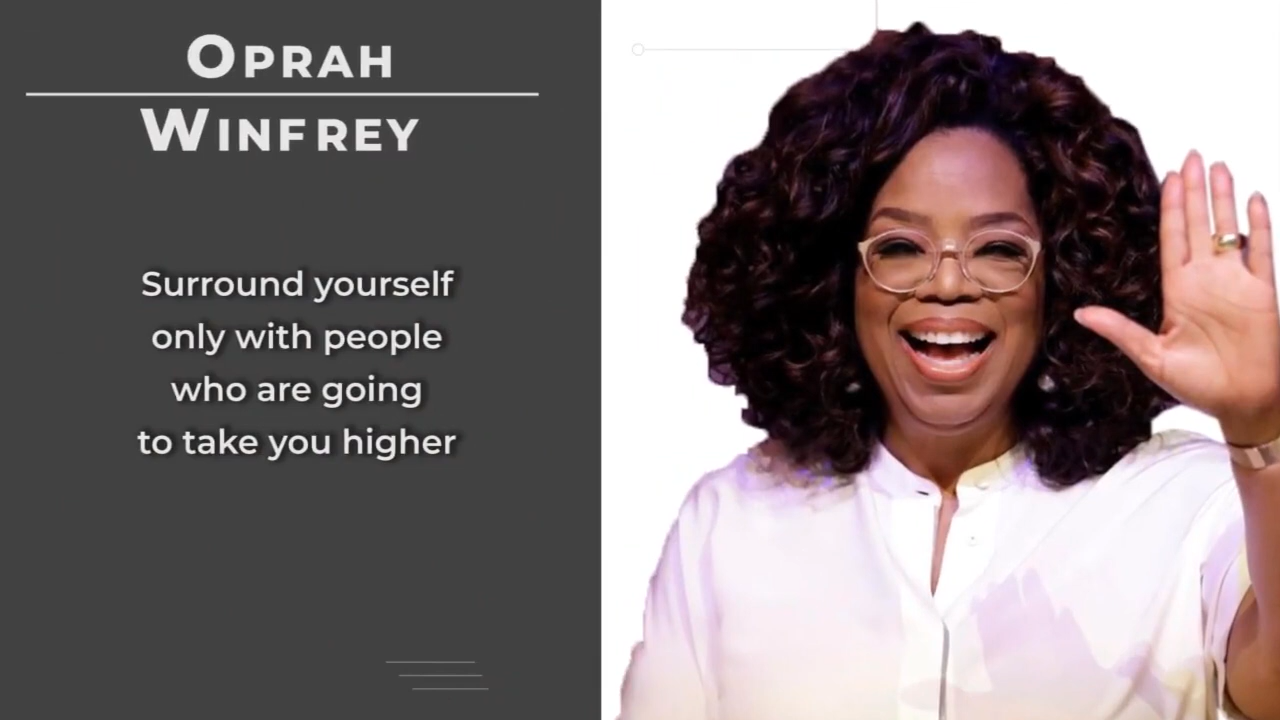 Oprah
Winfrey
Surround yourself
only with people
who are going
to take you higher